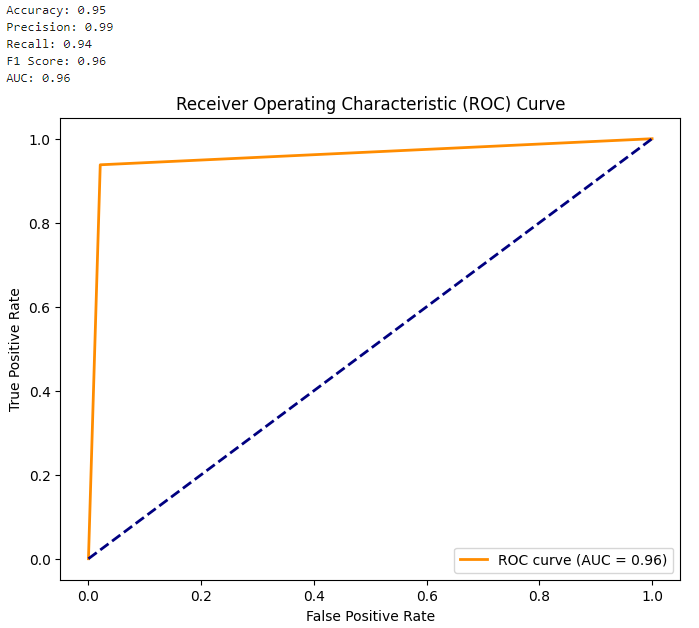 Accuracy: 0.95
Precision: 0.99
Recall: 0.94
F1 Score: 0.96
AUC: 0.96
Receiver Operating Characteristic (ROC) Curve
1.0
0.8
0.6
0.4
0.2
0.0
True Positive Rate
ROC curve (AUC = 0.96)
0.0 0.2 0.4 0.6 0.8 1.0
False Positive Rate